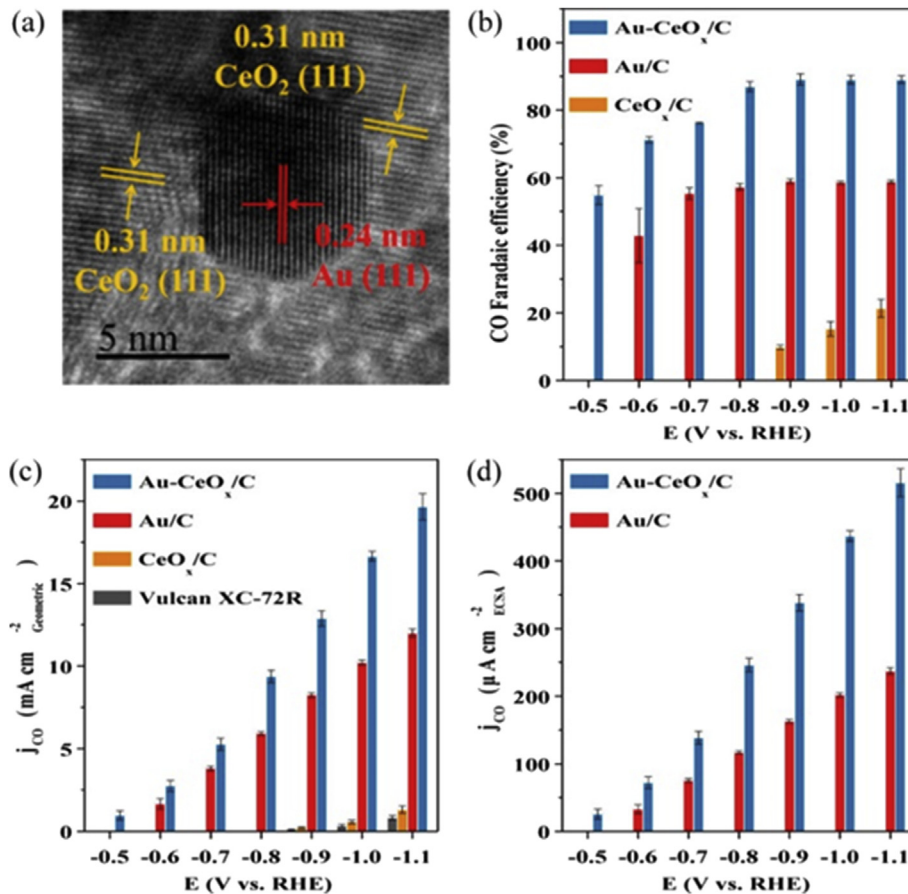 (a)
0.31 nm
CeO₂ (111)
0.31 nm
CeO₂ (111)
0.24 nm
Au (111)
5 nm
(b)
Au-CeOₓ/C
Au/C
CeOₓ/C
CO Faradaic efficiency (%)
100
80
60
40
20
0
-0.5 -0.6 -0.7 -0.8 -0.9 -1.0 -1.1
E (V vs. RHE)
(c)
Au-CeOₓ/C
Au/C
CeOₓ/C
Vulcan XC-72R
j_CO (mA cm⁻²_Geometric)
20
15
10
5
0
-0.5 -0.6 -0.7 -0.8 -0.9 -1.0 -1.1
E (V vs. RHE)
(d)
Au-CeOₓ/C
Au/C
j_CO (μ A cm⁻²_ECSA)
500
400
300
200
100
0
-0.5 -0.6 -0.7 -0.8 -0.9 -1.0 -1.1
E (V vs. RHE)